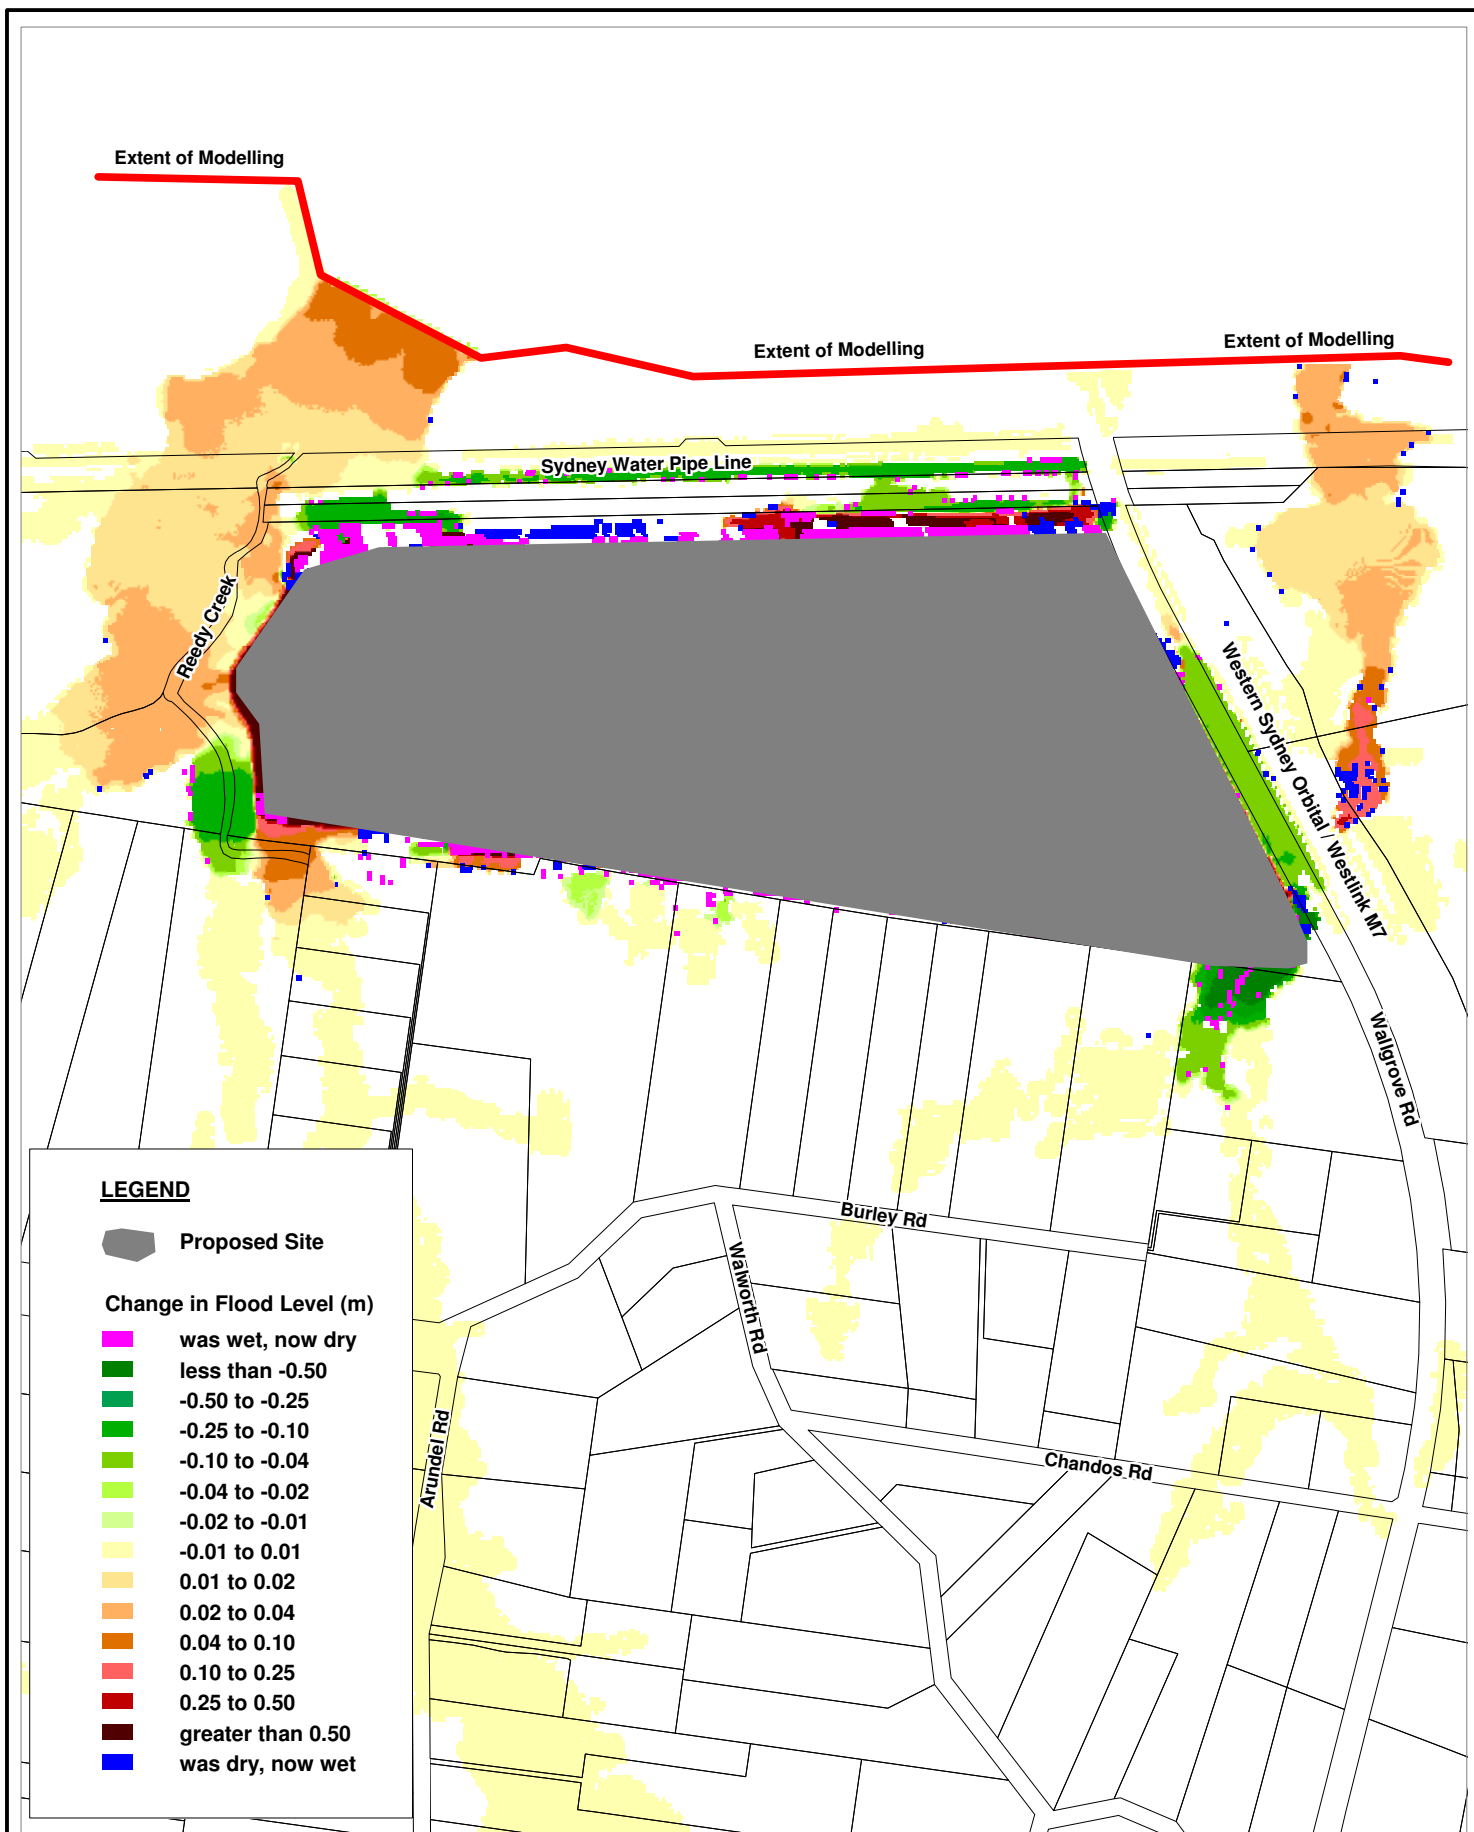 Extent of Modelling
Extent of Modelling
Extent of Modelling
Sydney Water Pipe Line
Reedy Creek
Western Sydney Orbital / Westlink M7
Wallgrove Rd
Burley Rd
Walworth Rd
Arundel Rd
Chandos Rd
LEGEND
Proposed Site
Change in Flood Level (m)
was wet, now dry
less than -0.50
-0.50 to -0.25
-0.25 to -0.10
-0.10 to -0.04
-0.04 to -0.02
-0.02 to -0.01
-0.01 to 0.01
0.01 to 0.02
0.02 to 0.04
0.04 to 0.10
0.10 to 0.25
0.25 to 0.50
greater than 0.50
was dry, now wet